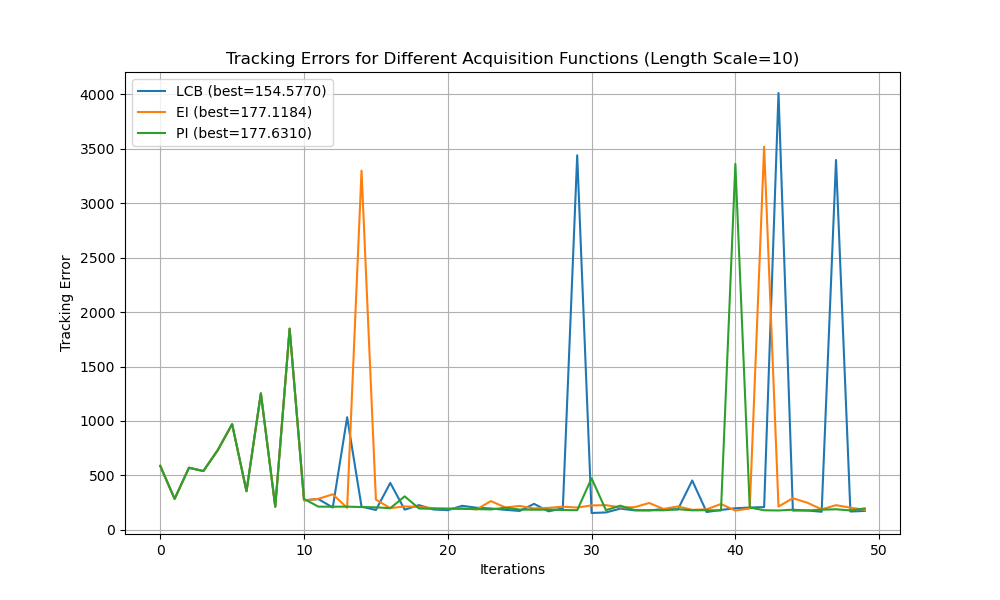 Tracking Errors for Different Acquisition Functions (Length Scale=10)
LCB (best=154.5770)
EI (best=177.1184)
PI (best=177.6310)
Tracking Error
4000
3500
3000
2500
2000
1500
1000
500
0
0 10 20 30 40 50
Iterations